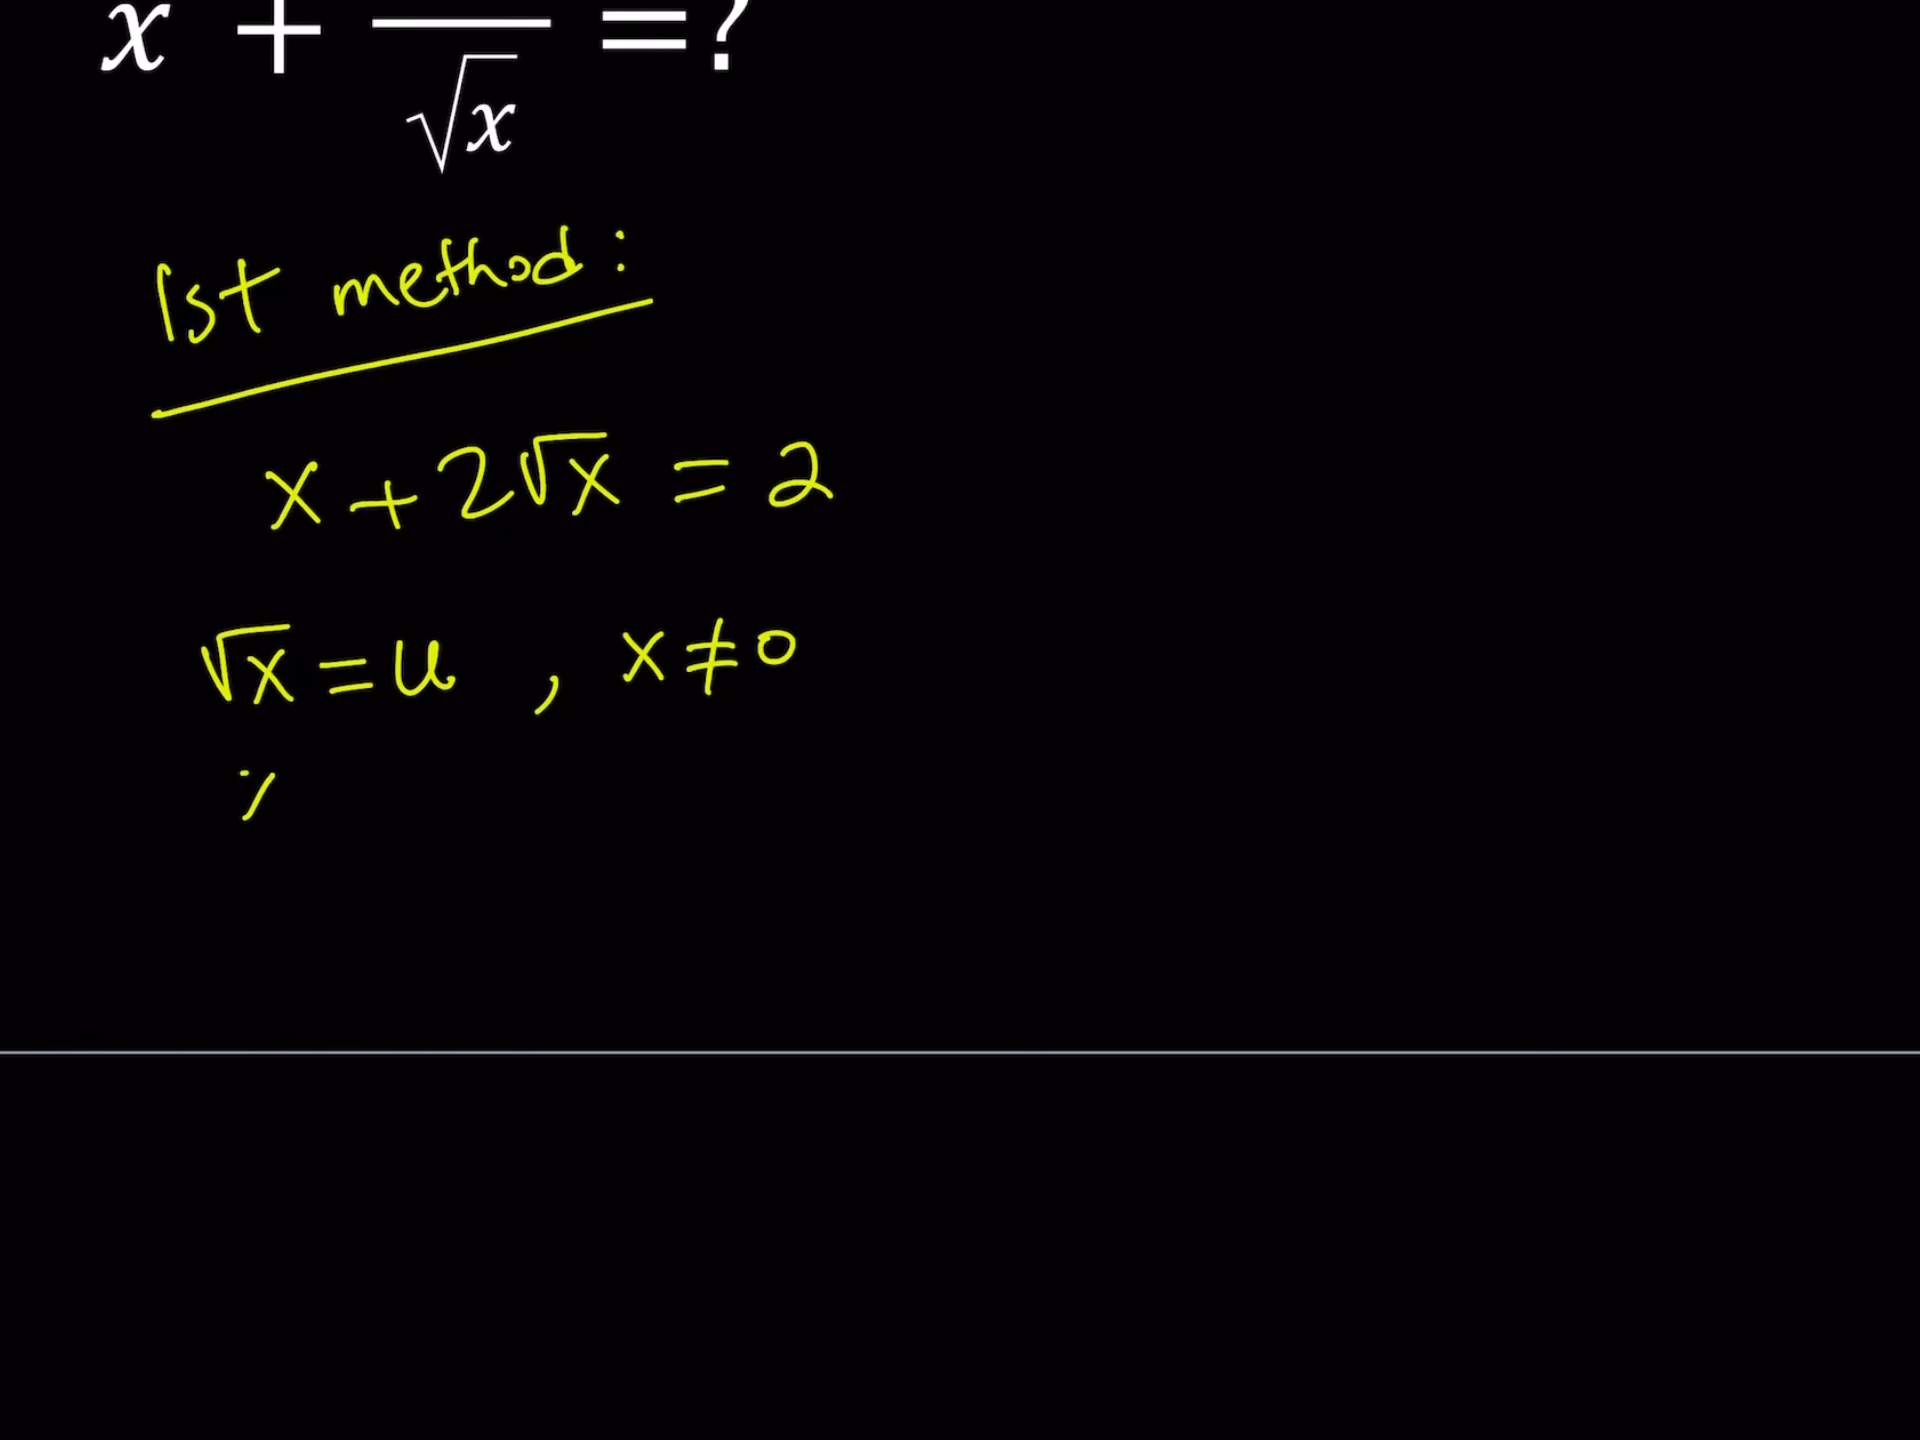 x + —/√x =?
1st method:
x + 2√x = 2
√x = u , x ≠ 0